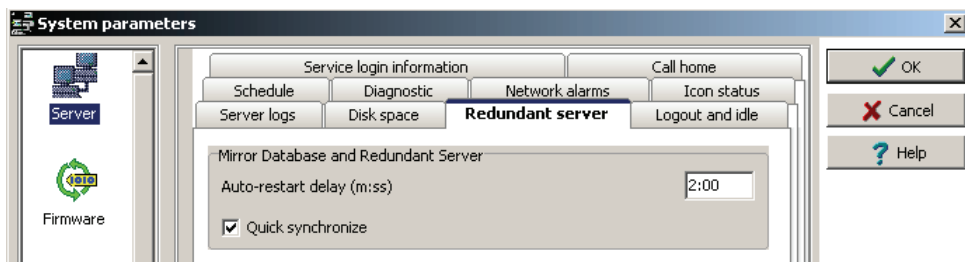 System parameters
Service login information
Call home
OK
Schedule
Diagnostic
Network alarms
Icon status
Server
Server logs
Disk space
Redundant server
Logout and idle
Cancel
Mirror Database and Redundant Server
Help
Auto-restart delay (m:ss)
2:00
Firmware
Quick synchronize